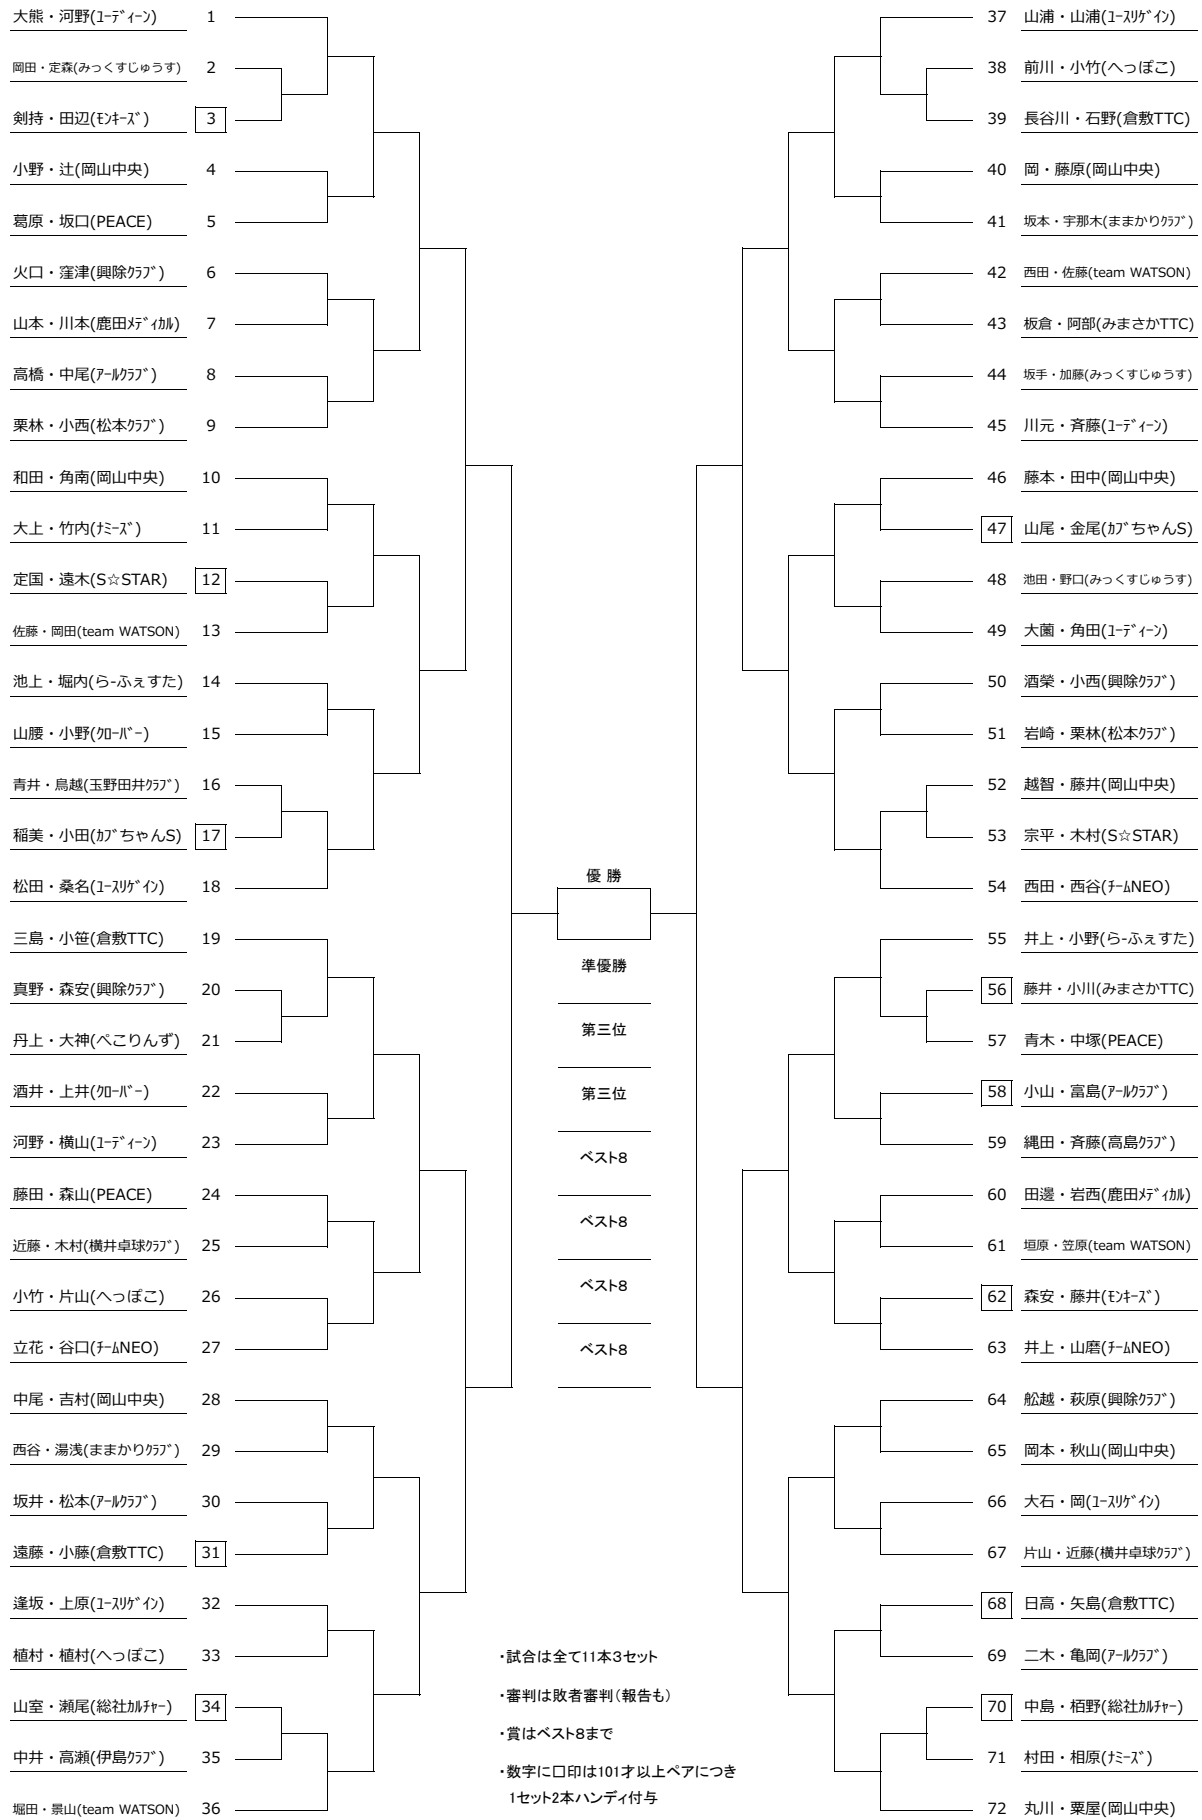 大熊・河野(ﾕｰﾃﾞｨｰﾝ) 1
岡田・定森(みっくすじゅうす) 2
剣持・田辺(ﾓﾝｷｰｽﾞ) 3
小野・辻(岡山中央) 4
葛原・坂口(PEACE) 5
火口・窪津(興除ｸﾗﾌﾞ) 6
山本・川本(鹿田ﾒﾃﾞｨｶﾙ) 7
高橋・中尾(ｱｰﾙｸﾗﾌﾞ) 8
栗林・小西(松本ｸﾗﾌﾞ) 9
和田・角南(岡山中央) 10
大上・竹内(ﾅﾐｰｽﾞ) 11
定国・遠木(S☆STAR) 12
佐藤・岡田(team WATSON) 13
池上・堀内(ら-ふぇすた) 14
山腰・小野(ｸﾛｰﾊﾞｰ) 15
青井・鳥越(玉野田井ｸﾗﾌﾞ) 16
稲美・小田(ｶﾌﾞちゃんS) 17
松田・桑名(ﾕｰｽﾘｹﾞｲﾝ) 18
三島・小笹(倉敷TTC) 19
真野・森安(興除ｸﾗﾌﾞ) 20
丹上・大神(ぺこりんず) 21
酒井・上井(ｸﾛｰﾊﾞｰ) 22
河野・横山(ﾕｰﾃﾞｨｰﾝ) 23
藤田・森山(PEACE) 24
近藤・木村(横井卓球ｸﾗﾌﾞ) 25
小竹・片山(へっぽこ) 26
立花・谷口(ﾁｰﾑNEO) 27
中尾・吉村(岡山中央) 28
西谷・湯浅(ままかりｸﾗﾌﾞ) 29
坂井・松本(ｱｰﾙｸﾗﾌﾞ) 30
遠藤・小藤(倉敷TTC) 31
逢坂・上原(ﾕｰｽﾘｹﾞｲﾝ) 32
植村・植村(へっぽこ) 33
山室・瀬尾(総社ｶﾙﾁｬｰ) 34
中井・高瀬(伊島ｸﾗﾌﾞ) 35
堀田・景山(team WATSON) 36
優 勝
準優勝
第三位
第三位
ベスト8
ベスト8
ベスト8
ベスト8
・試合は全て11本3セット
・審判は敗者審判(報告も)
・賞はベスト8まで
・数字に口印は101才以上ペアにつき
1セット2本ハンディ付与
37 山浦・山浦(ﾕｰｽﾘｹﾞｲﾝ)
38 前川・小竹(へっぽこ)
39 長谷川・石野(倉敷TTC)
40 岡・藤原(岡山中央)
41 坂本・宇那木(ままかりｸﾗﾌﾞ)
42 西田・佐藤(team WATSON)
43 板倉・阿部(みまさかTTC)
44 坂手・加藤(みっくすじゅうす)
45 川元・斉藤(ﾕｰﾃﾞｨｰﾝ)
46 藤本・田中(岡山中央)
47 山尾・金尾(ｶﾌﾞちゃんS)
48 池田・野口(みっくすじゅうす)
49 大薗・角田(ﾕｰﾃﾞｨｰﾝ)
50 酒榮・小西(興除ｸﾗﾌﾞ)
51 岩崎・栗林(松本ｸﾗﾌﾞ)
52 越智・藤井(岡山中央)
53 宗平・木村(S☆STAR)
54 西田・西谷(ﾁｰﾑNEO)
55 井上・小野(ら-ふぇすた)
56 藤井・小川(みまさかTTC)
57 青木・中塚(PEACE)
58 小山・富島(ｱｰﾙｸﾗﾌﾞ)
59 縄田・斉藤(高島ｸﾗﾌﾞ)
60 田邊・岩西(鹿田ﾒﾃﾞｨｶﾙ)
61 垣原・笠原(team WATSON)
62 森安・藤井(ﾓﾝｷｰｽﾞ)
63 井上・山磨(ﾁｰﾑNEO)
64 舩越・萩原(興除ｸﾗﾌﾞ)
65 岡本・秋山(岡山中央)
66 大石・岡(ﾕｰｽﾘｹﾞｲﾝ)
67 片山・近藤(横井卓球ｸﾗﾌﾞ)
68 日高・矢島(倉敷TTC)
69 二木・亀岡(ｱｰﾙｸﾗﾌﾞ)
70 中島・栢野(総社ｶﾙﾁｬｰ)
71 村田・相原(ﾅﾐｰｽﾞ)
72 丸川・粟屋(岡山中央)